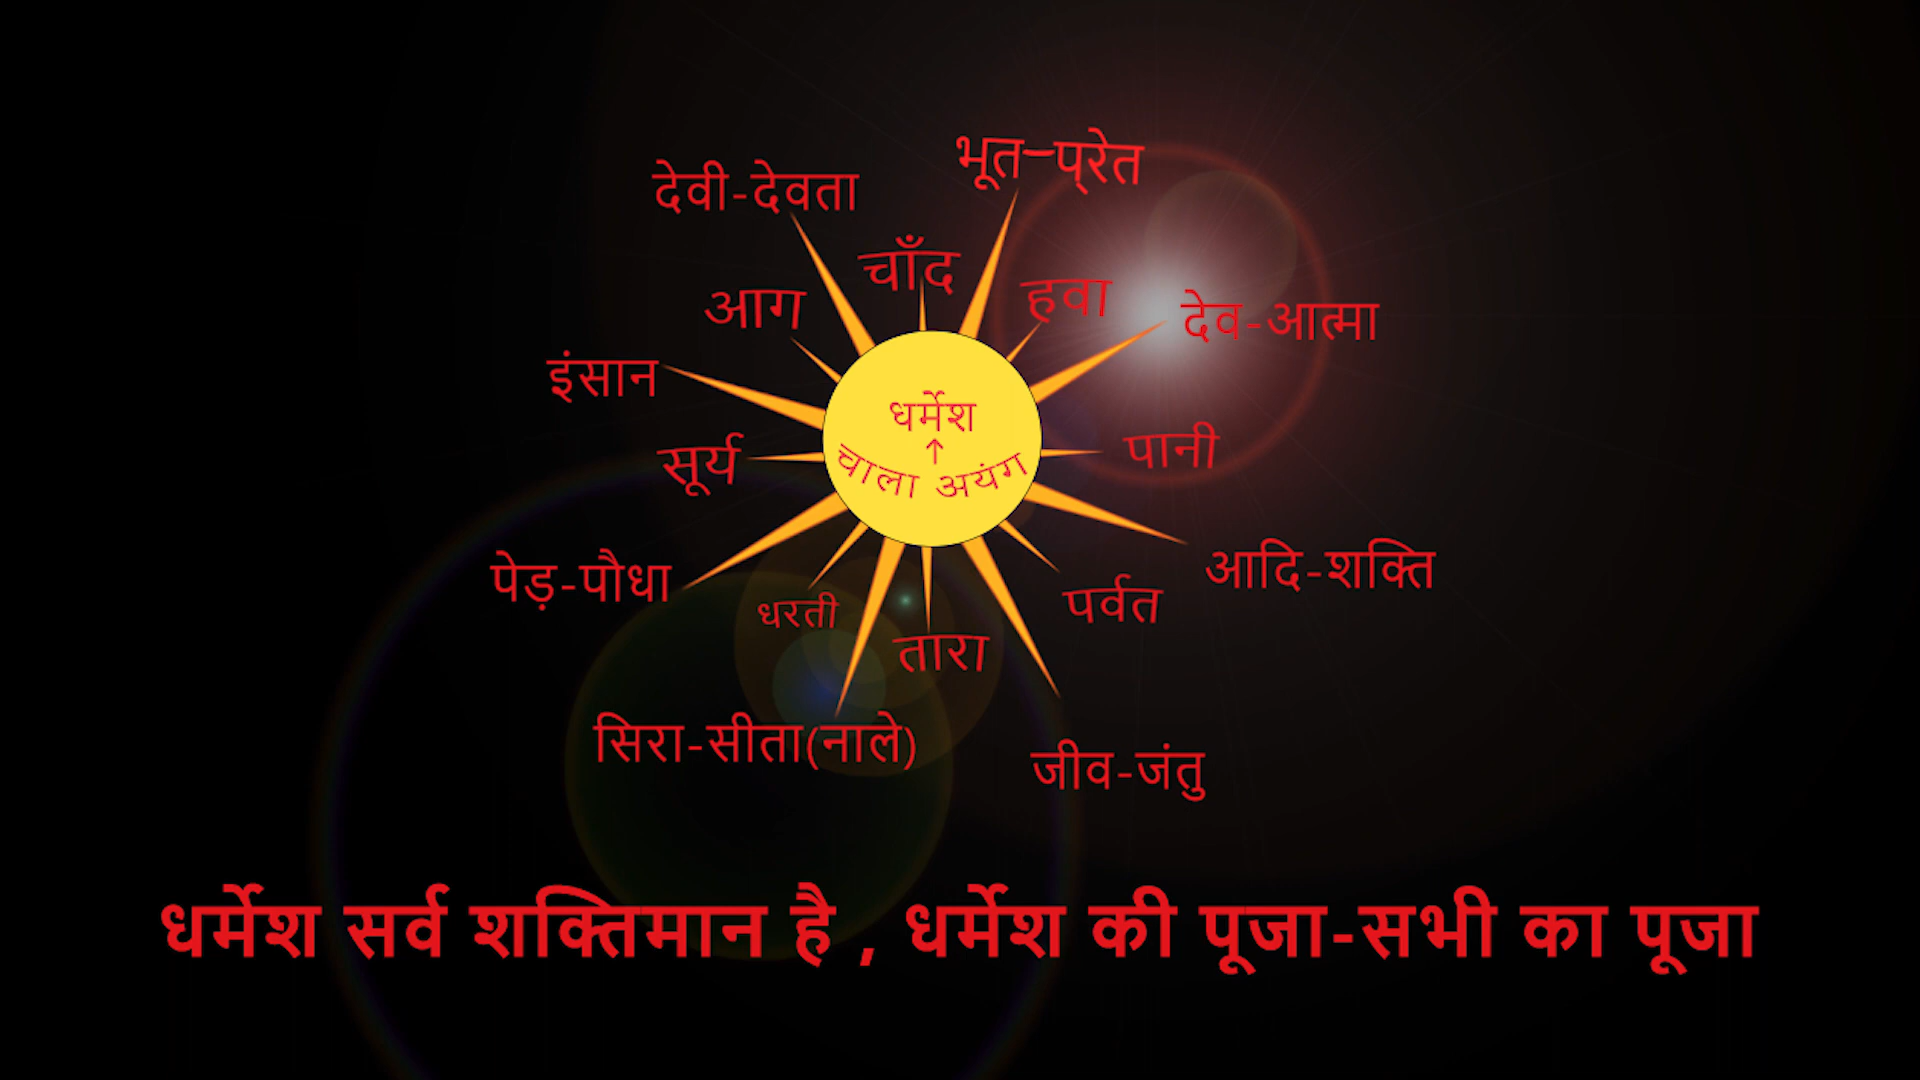 भूत-प्रेत
देवी-देवता
चाँद
हवा
आग
देव-आत्मा
इंसान
धर्मेश
↑
चाला अयंग
सूर्य
पानी
पेड़-पौधा
आदि-शक्ति
धरती
पर्वत
तारा
सिरा-सीता(नाले)
जीव-जंतु
धर्मेश सर्व शक्तिमान है , धर्मेश की पूजा-सभी का पूजा